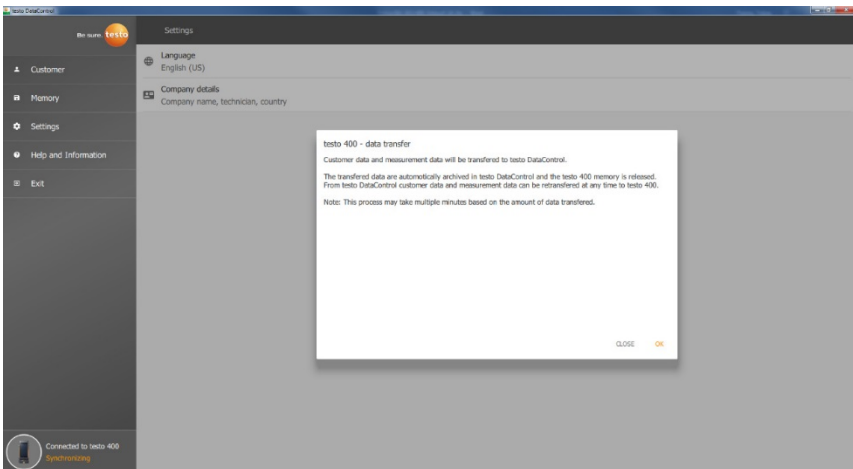 testo DataControl
Be sure. testo
Settings
Customer
Memory
Settings
Help and Information
Exit
Language
English (US)
Company details
Company name, technician, country
testo 400 - data transfer
Customer data and measurement data will be transfered to testo DataControl.
The transfered data are automotically archived in testo DataControl and the testo 400 memory is released.
From testo DataControl customer data and measurement data can be retransfered at any time to testo 400.
Note: This process may take multiple minutes based on the amount of data transfered.
CLOSE OK
Connected to testo 400
Synchronizing